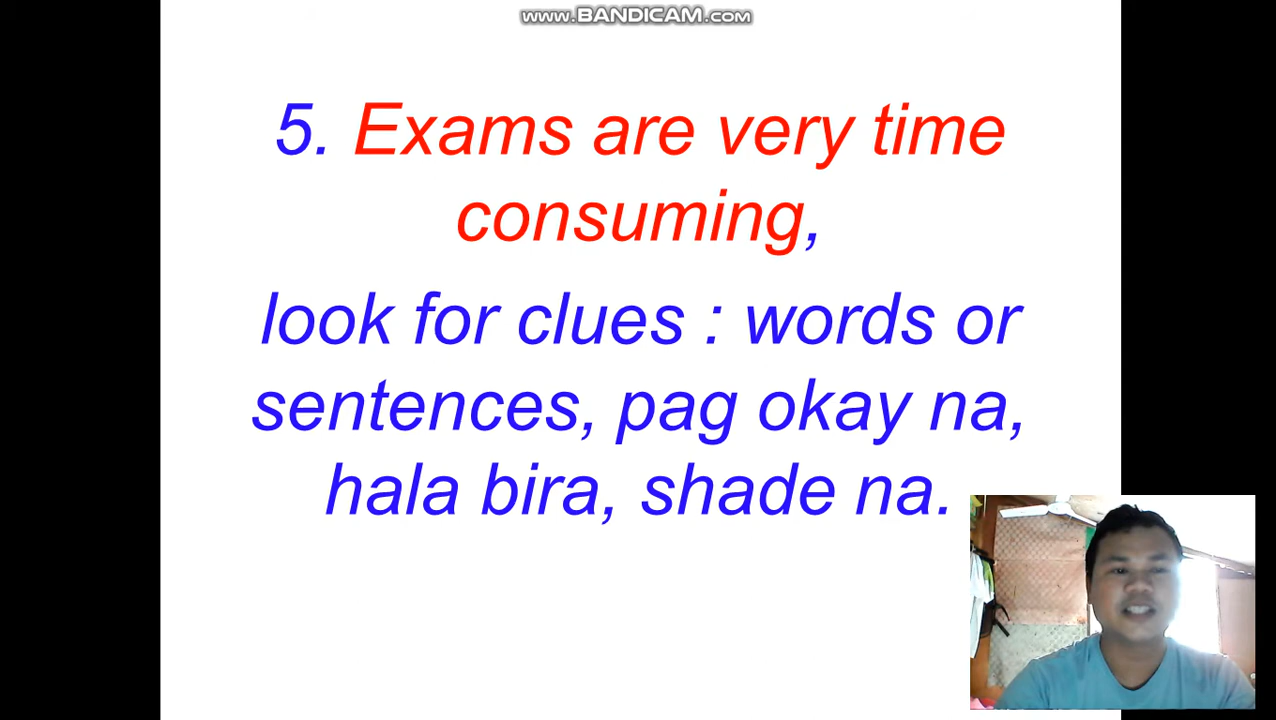 www.BANDICAM.com
5. Exams are very time
consuming,
look for clues : words or
sentences, pag okay na,
hala bira, shade na.